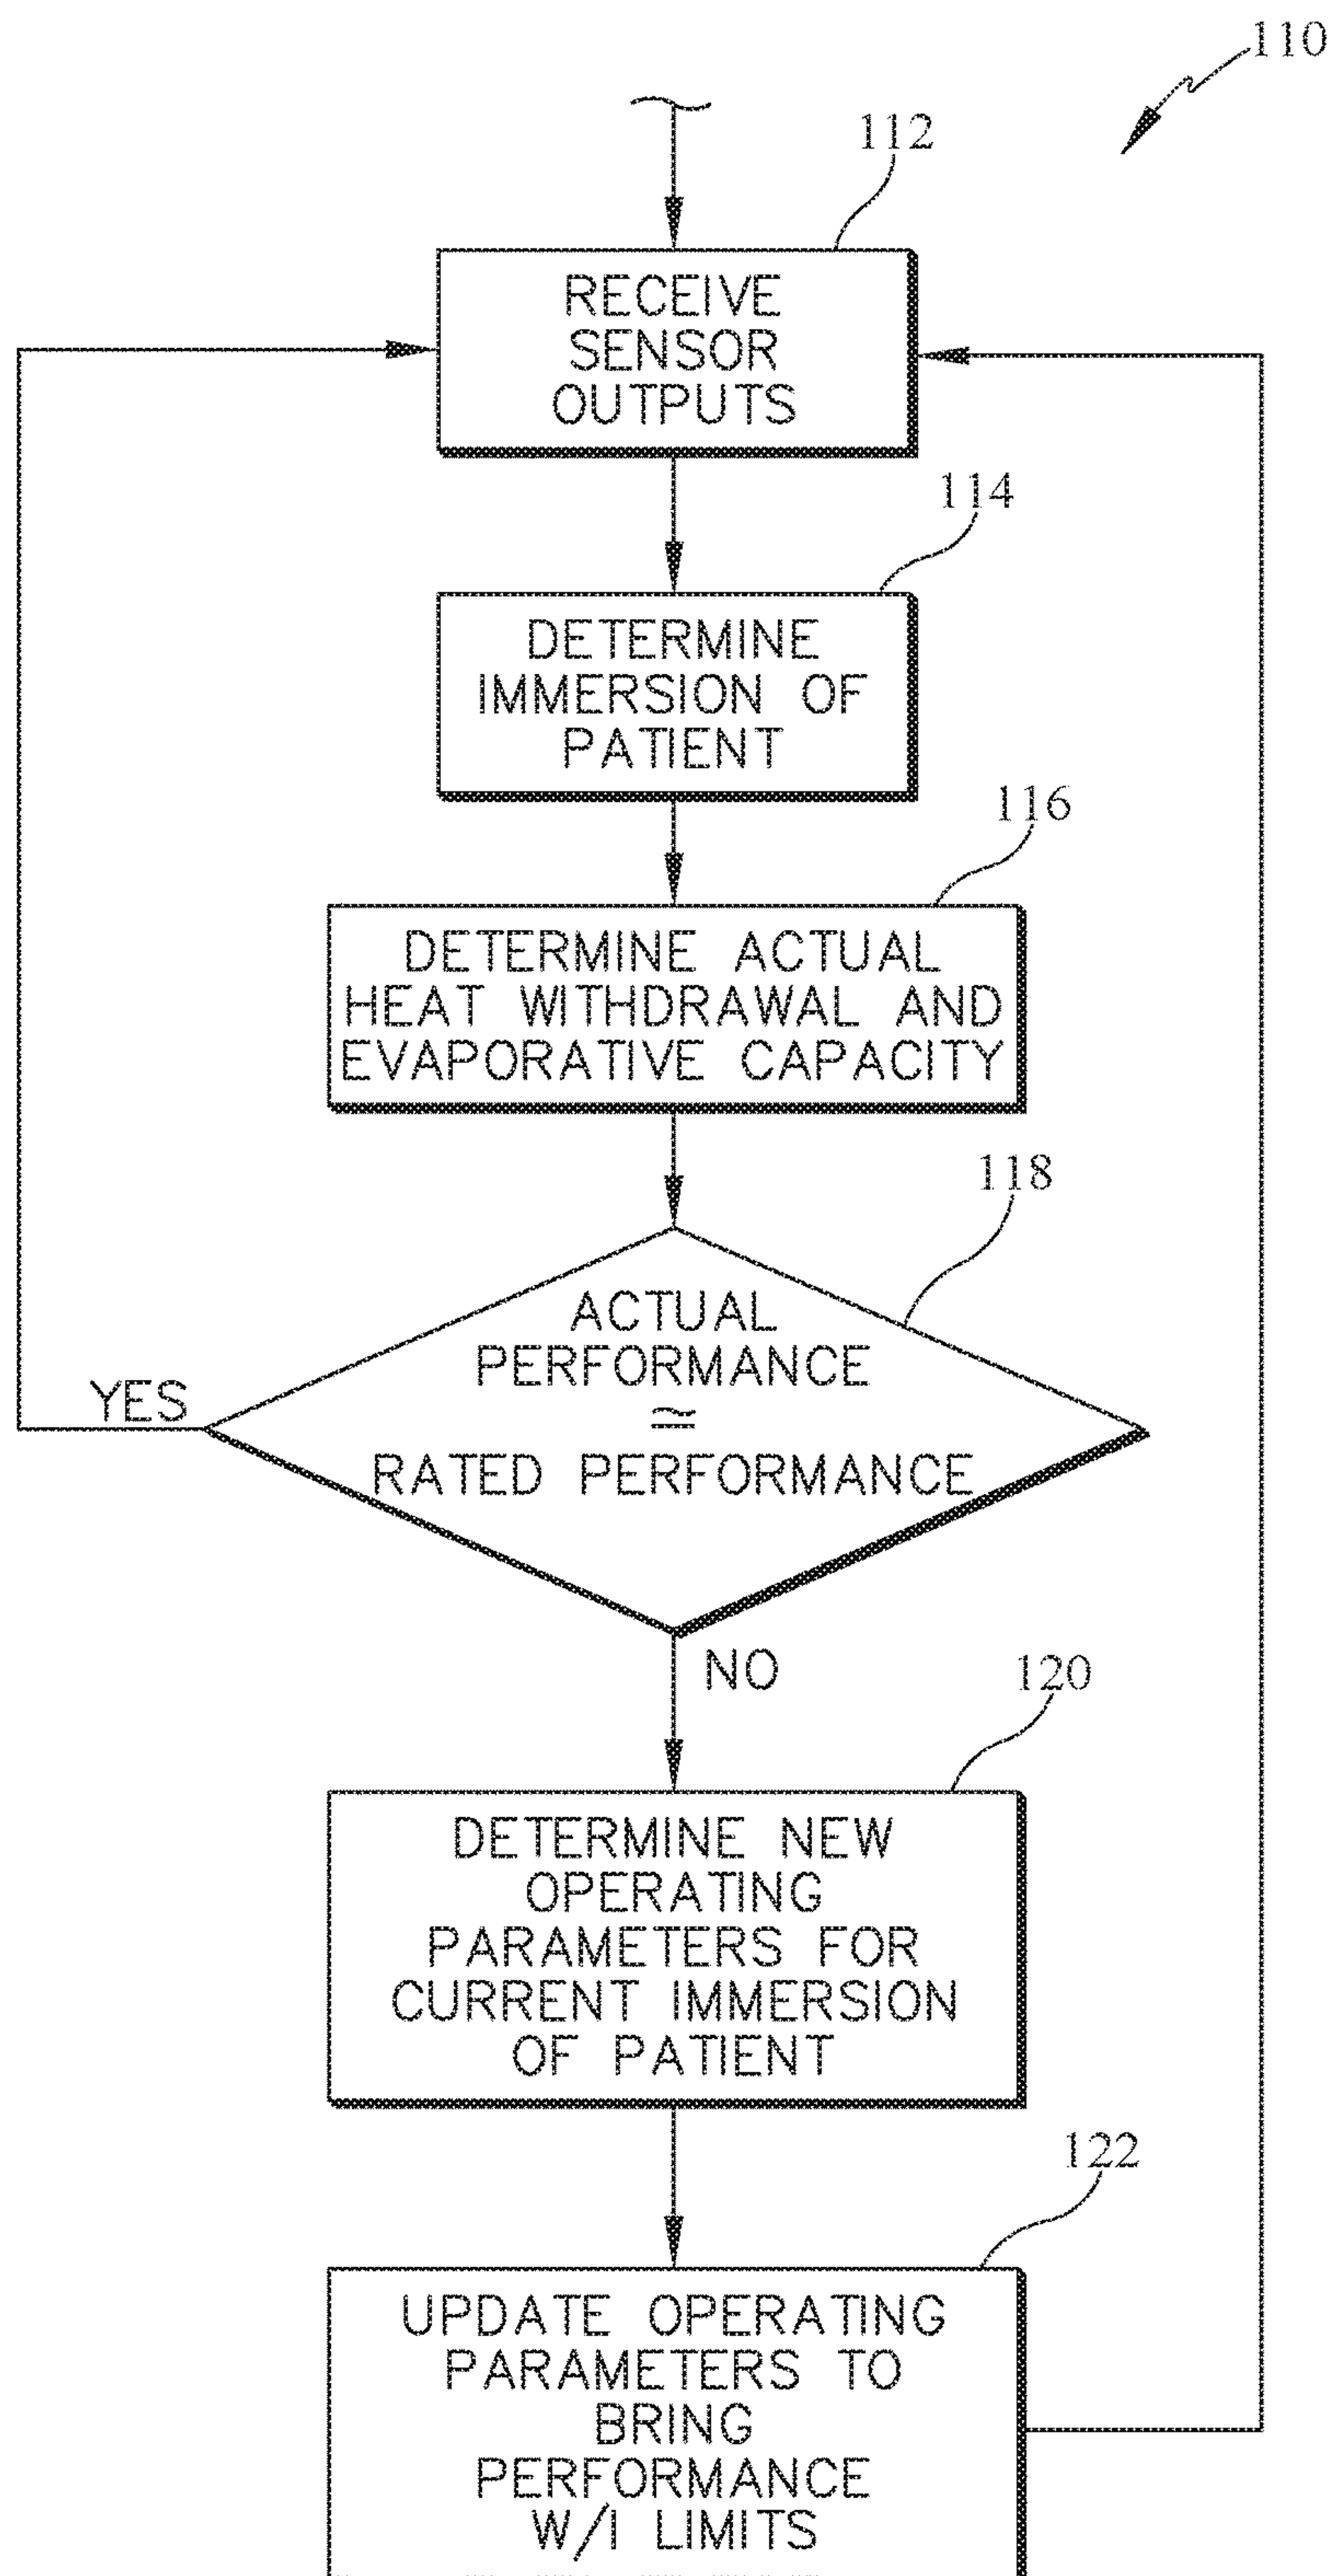 110
112
RECEIVE
SENSOR
OUTPUTS
114
DETERMINE
IMMERSION OF
PATIENT
116
DETERMINE ACTUAL
HEAT WITHDRAWAL AND
EVAPORATIVE CAPACITY
118
ACTUAL
PERFORMANCE
≃
RATED PERFORMANCE
YES
NO
120
DETERMINE NEW
OPERATING
PARAMETERS FOR
CURRENT IMMERSION
OF PATIENT
122
UPDATE OPERATING
PARAMETERS TO
BRING
PERFORMANCE
W/I LIMITS